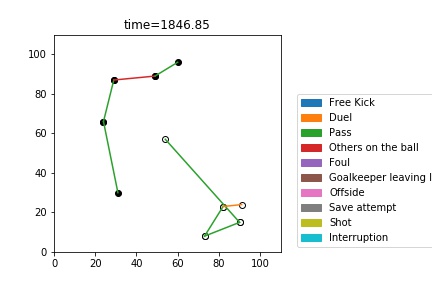 time=1846.85
100
80
60
40
20
0
0 20 40 60 80 100
Free Kick
Duel
Pass
Others on the ball
Foul
Goalkeeper leaving l
Offside
Save attempt
Shot
Interruption